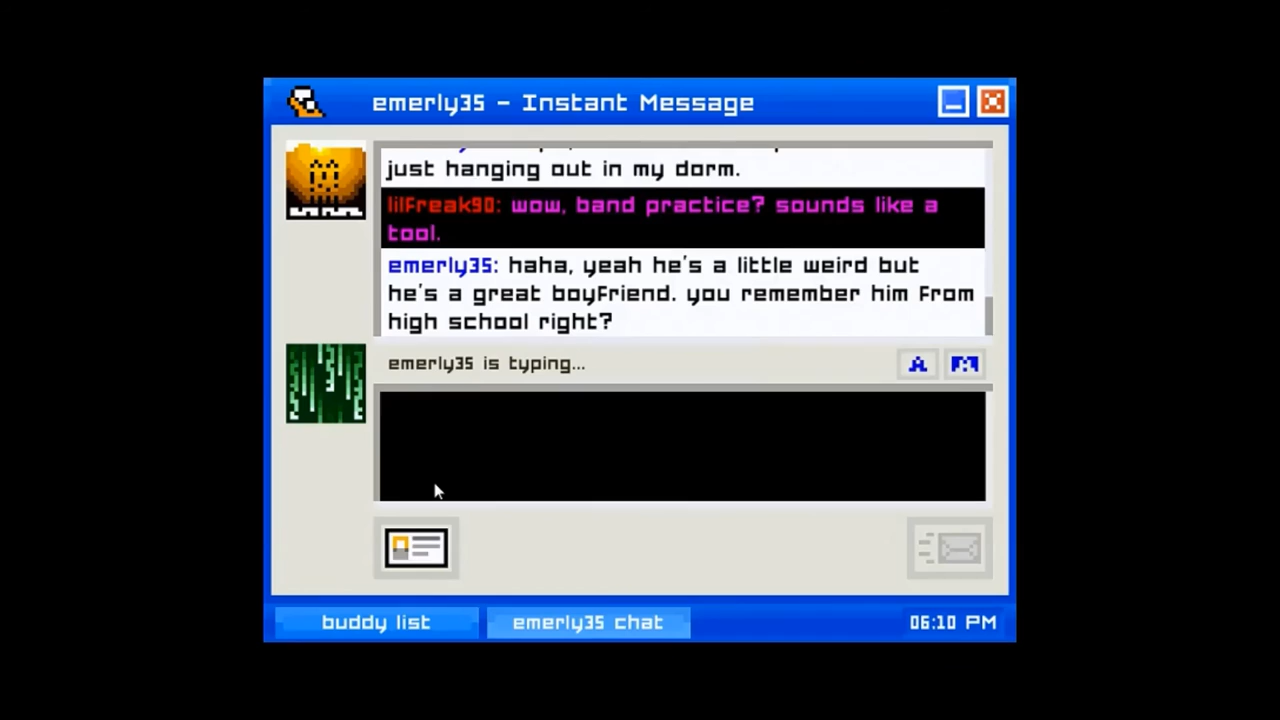 emerly35 - Instant Message
just hanging out in my dorm.
lilfreak90: wow, band practice? sounds like a
tool.
emerly35: haha, yeah he's a little weird but
he's a great boyfriend. you remember him from
high school right?
emerly35 is typing...
A
buddy list
emerly35 chat
06:10 PM